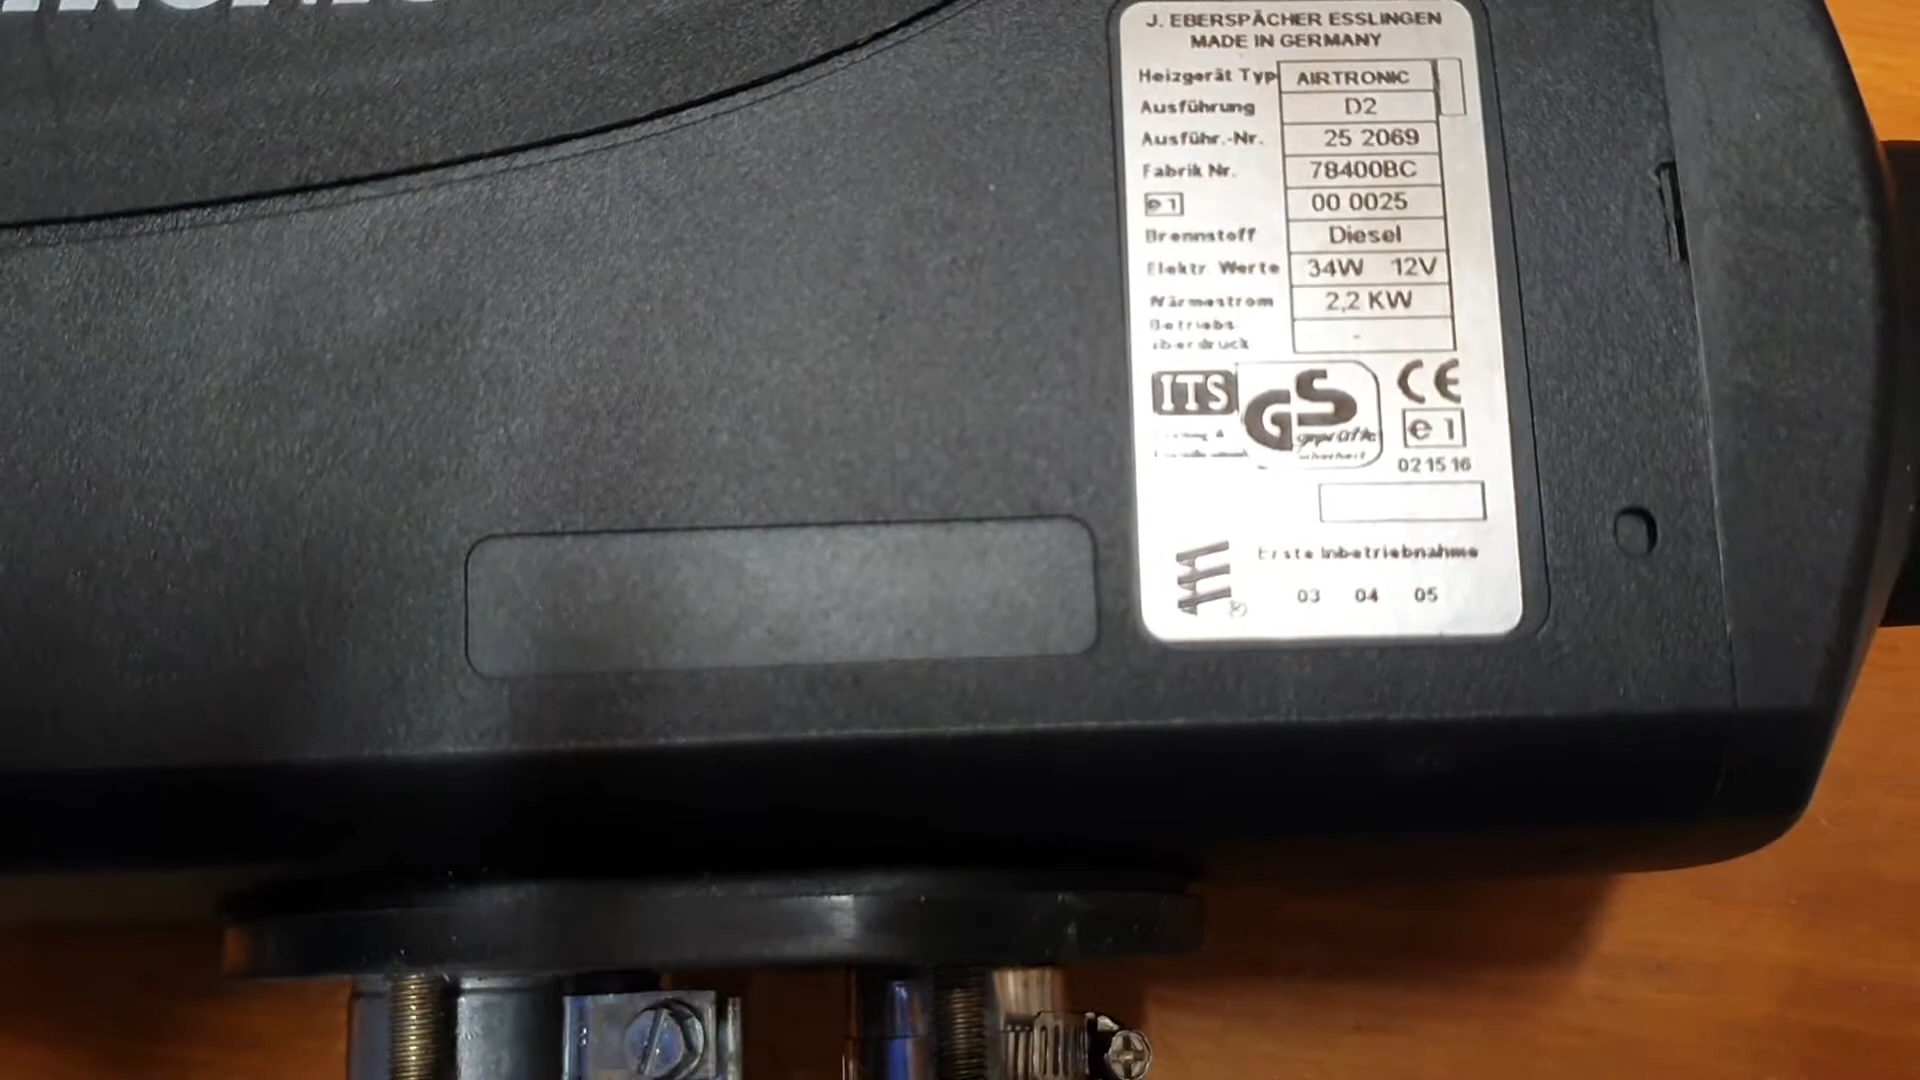 J. EBERSPÄCHER ESSLINGEN
MADE IN GERMANY
Heizgerät Typ AIRTRONIC
Ausführung D2
Ausführ.-Nr. 25 2069
Fabrik Nr. 78400BC
e1 00 0025
Brennstoff Diesel
Elektr. Werte 34W 12V
Wärmestrom 2,2 KW
Betriebs-
überdruck -
ITS GS CE
geprüfte
sicherheit
e1
02 15 16
Erste Inbetriebnahme
03 04 05